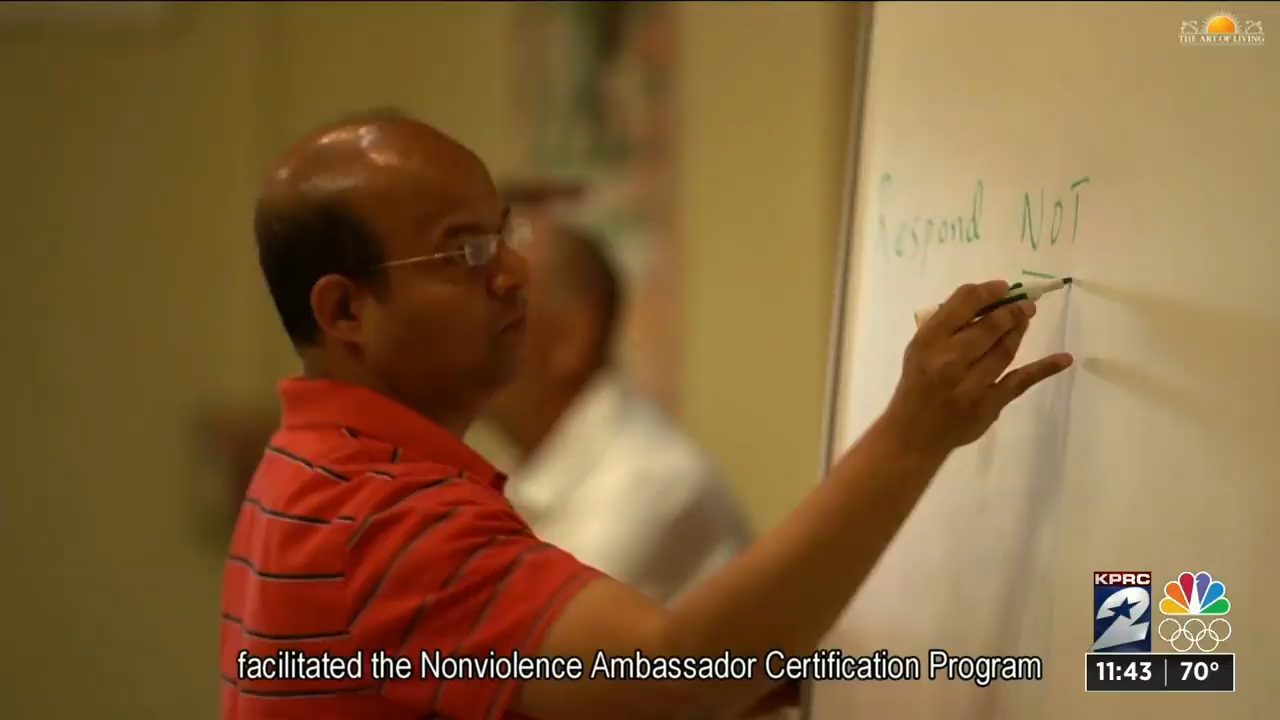 THE ART OF LIVING
Respond NOT
facilitated the Nonviolence Ambassador Certification Program
KPRC
2
11:43 70°